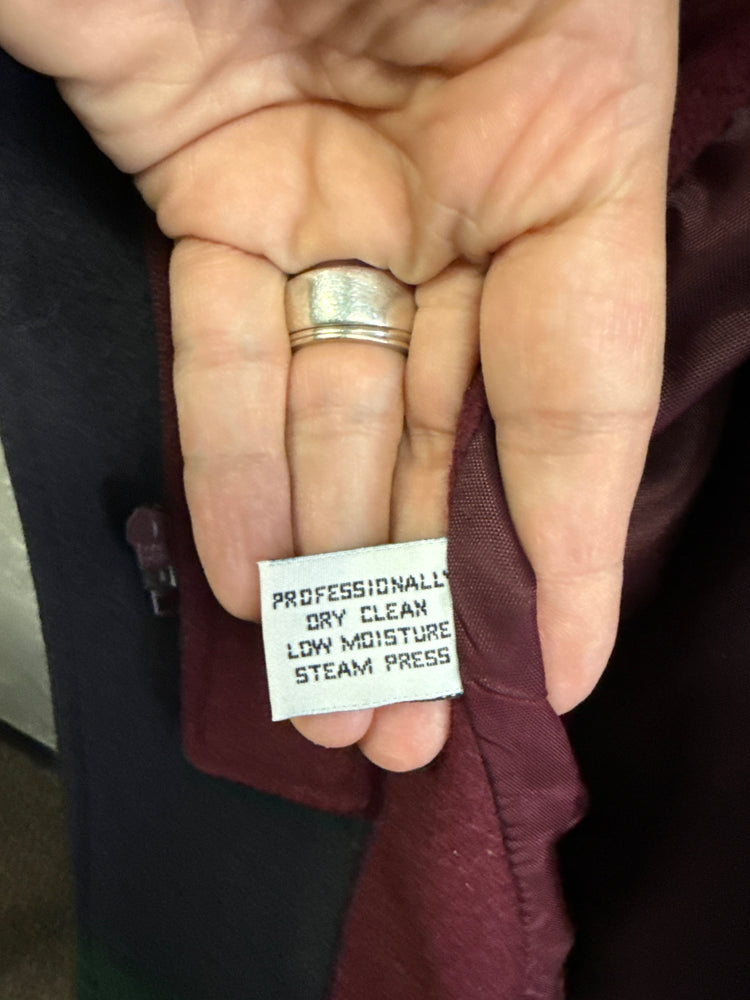 PROFESSIONALLY
DRY CLEAN
LOW MOISTURE
STEAM PRESS